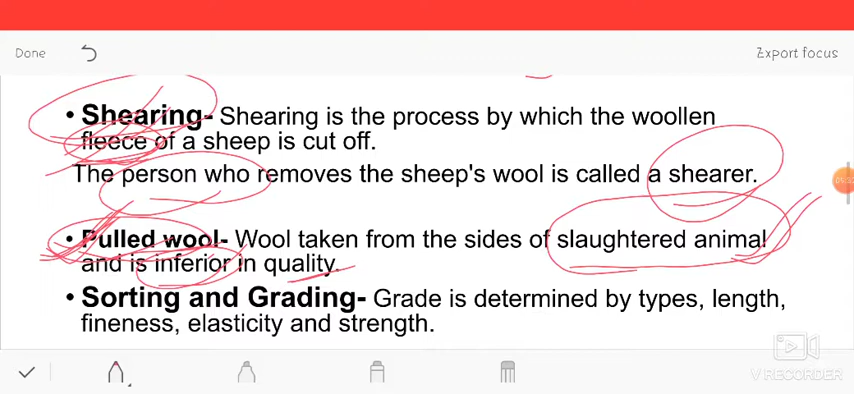 Done
Export focus
• Shearing- Shearing is the process by which the woollen
fleece of a sheep is cut off.
The person who removes the sheep's wool is called a shearer.
• Pulled wool- Wool taken from the sides of slaughtered animal
and is inferior in quality.
• Sorting and Grading- Grade is determined by types, length,
fineness, elasticity and strength.
V RECORDER